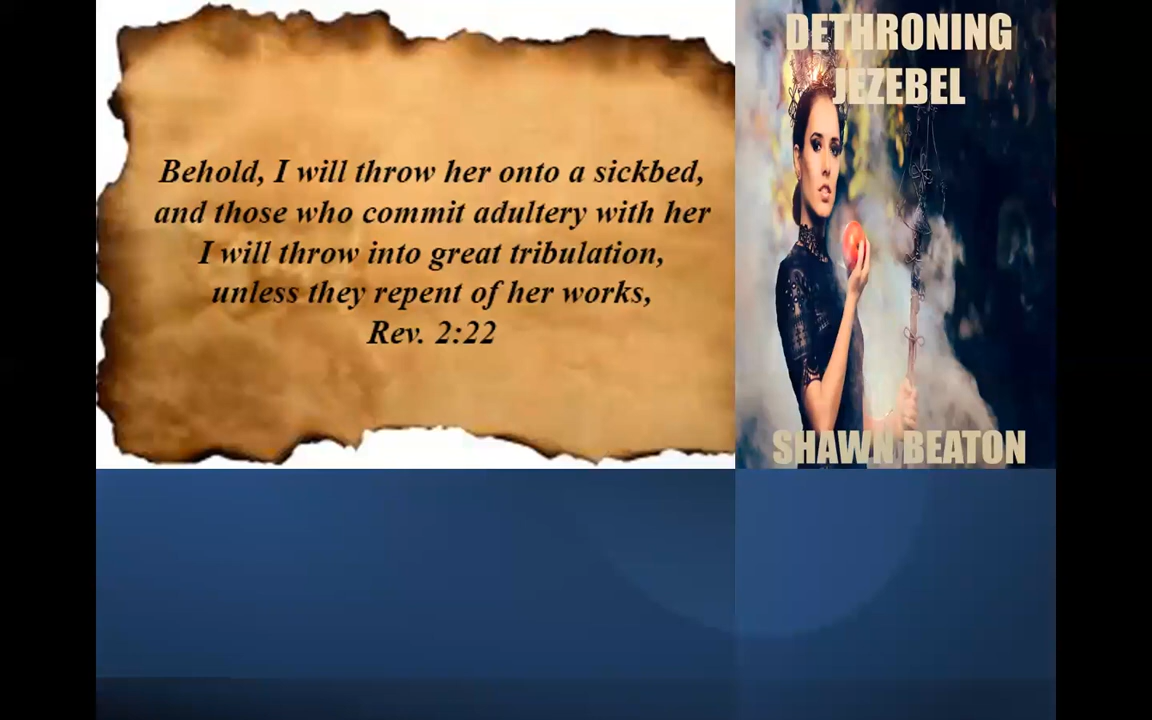 Behold, I will throw her onto a sickbed,
and those who commit adultery with her
I will throw into great tribulation,
unless they repent of her works,
Rev. 2:22
DETHRONING
JEZEBEL
SHAWN BEATON